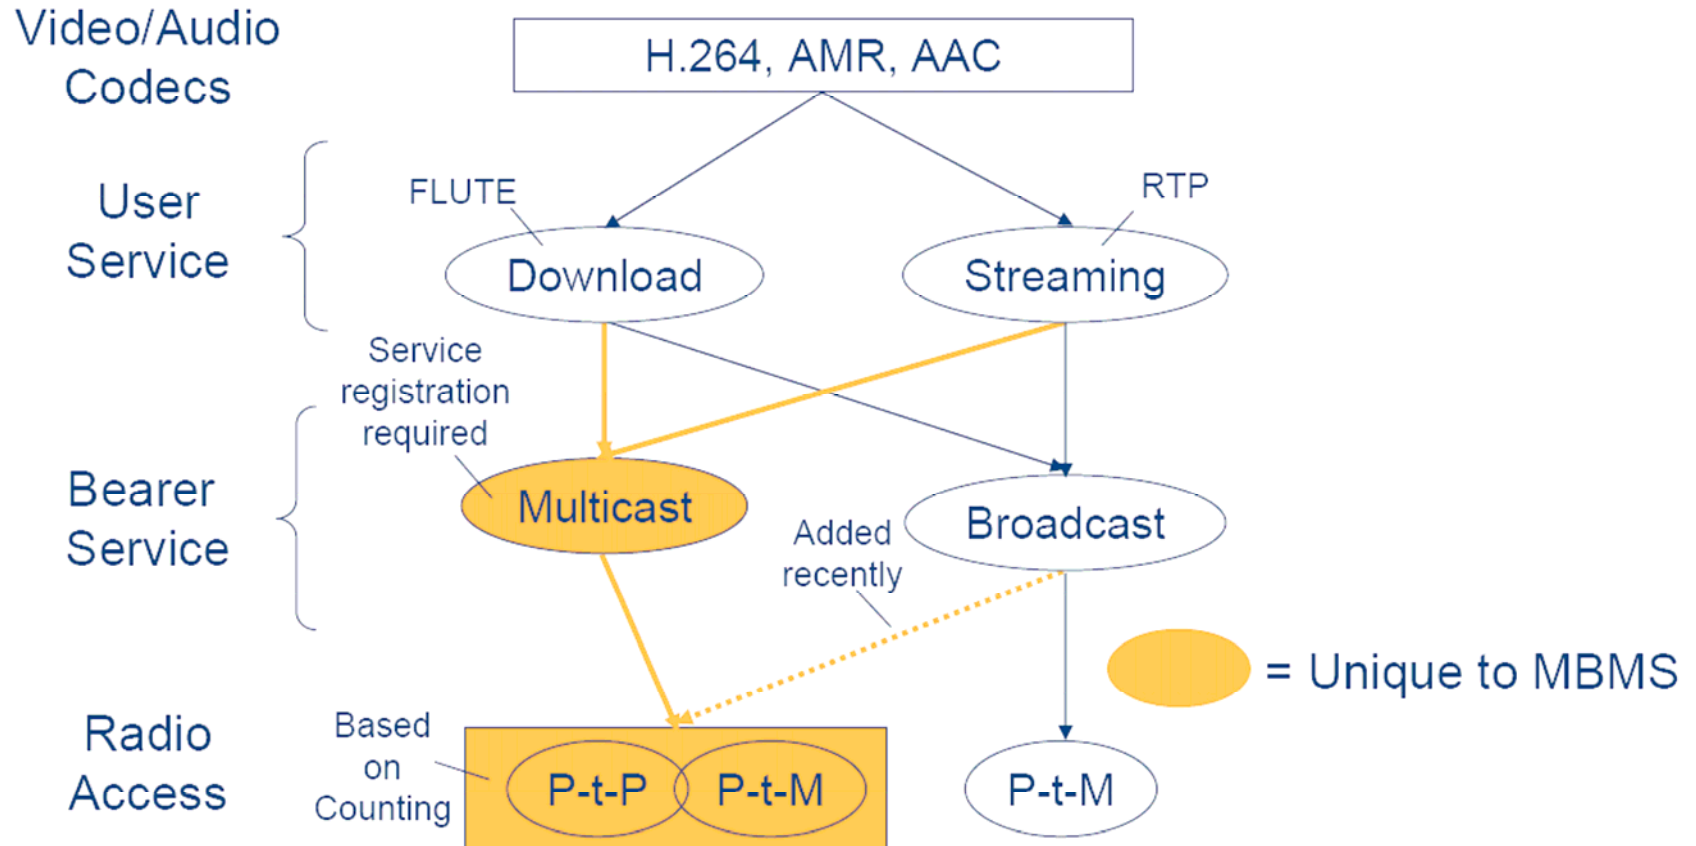 Video/Audio
Codecs
H.264, AMR, AAC
User
Service
FLUTE
RTP
Download
Streaming
Service
registration
required
Bearer
Service
Multicast
Broadcast
Added
recently
= Unique to MBMS
Radio
Access
Based
on
Counting
P-t-P
P-t-M
P-t-M